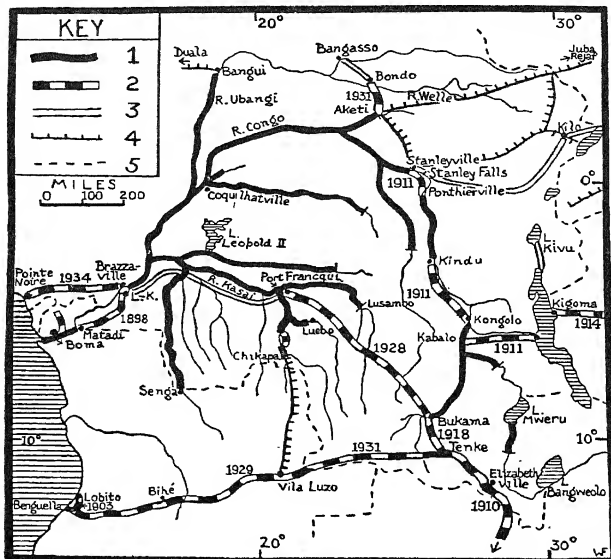 20°
30°
KEY
1
2
3
4
5
MILES
0 100 200
Duala
Bangui
R. Ubangi
Bangasso
Bondo
1931
Aketi
R. Welle
Juba
Rejaf
Kilo
R. Congo
Stanleyville
Stanley Falls
1911
Ponthierville
0°
Coquilhatville
L.
Leopold II
Kindu
L.
Kivu
1911
Pointe
Noire
1934
Brazza-
ville
L.-K.
1898
Matadi
Boma
R. Kasai
Port Francqui
Lusambo
Luebo
Chikapa
1928
Kongolo
Kabalo
1911
Kigoma
1914
Senga
Bukama
1918
Tenke
L.
Mweru
10°
10°
1931
1929
Vila Luzo
Bihé
Lobito
1903
Benguella
Elizabeth
Ville
1910
L.
Bangweolo
20°
30°